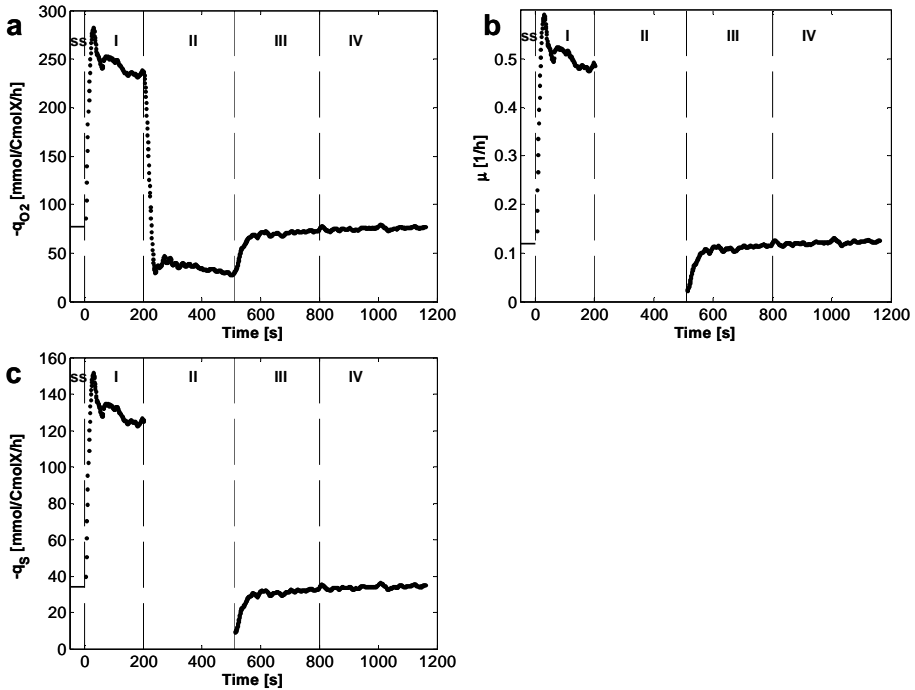 a
300
250
200
150
100
50
0
-qO2 [mmol/CmolX/h]
ss I II III IV
0 200 400 600 800 1000 1200
Time [s]
b
0.5
0.4
0.3
0.2
0.1
0
μ [1/h]
ss I II III IV
0 200 400 600 800 1000 1200
Time [s]
c
160
140
120
100
80
60
40
20
0
-qS [mmol/CmolX/h]
ss I II III IV
0 200 400 600 800 1000 1200
Time [s]